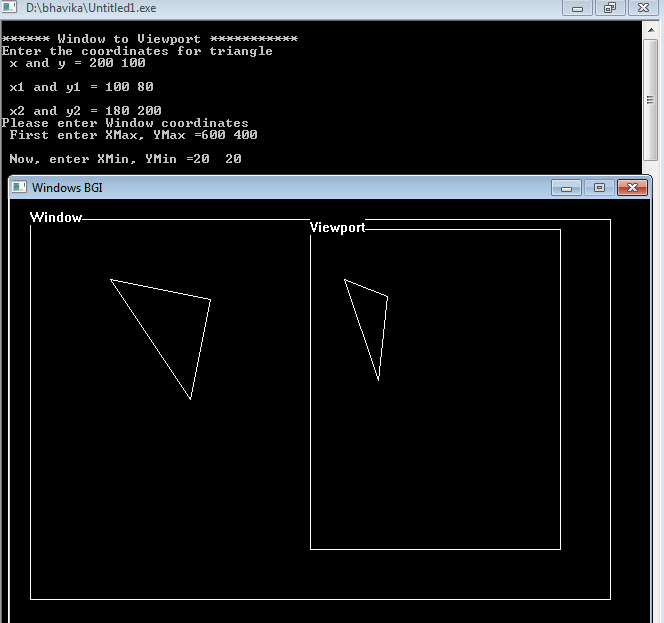 D:\bhavika\Untitled1.exe
****** Window to Viewport ***********
Enter the coordinates for triangle
x and y = 200 100
x1 and y1 = 100 80
x2 and y2 = 180 200
Please enter Window coordinates
First enter XMax, YMax =600 400
Now, enter XMin, YMin =20  20
Windows BGI
Window
Viewport